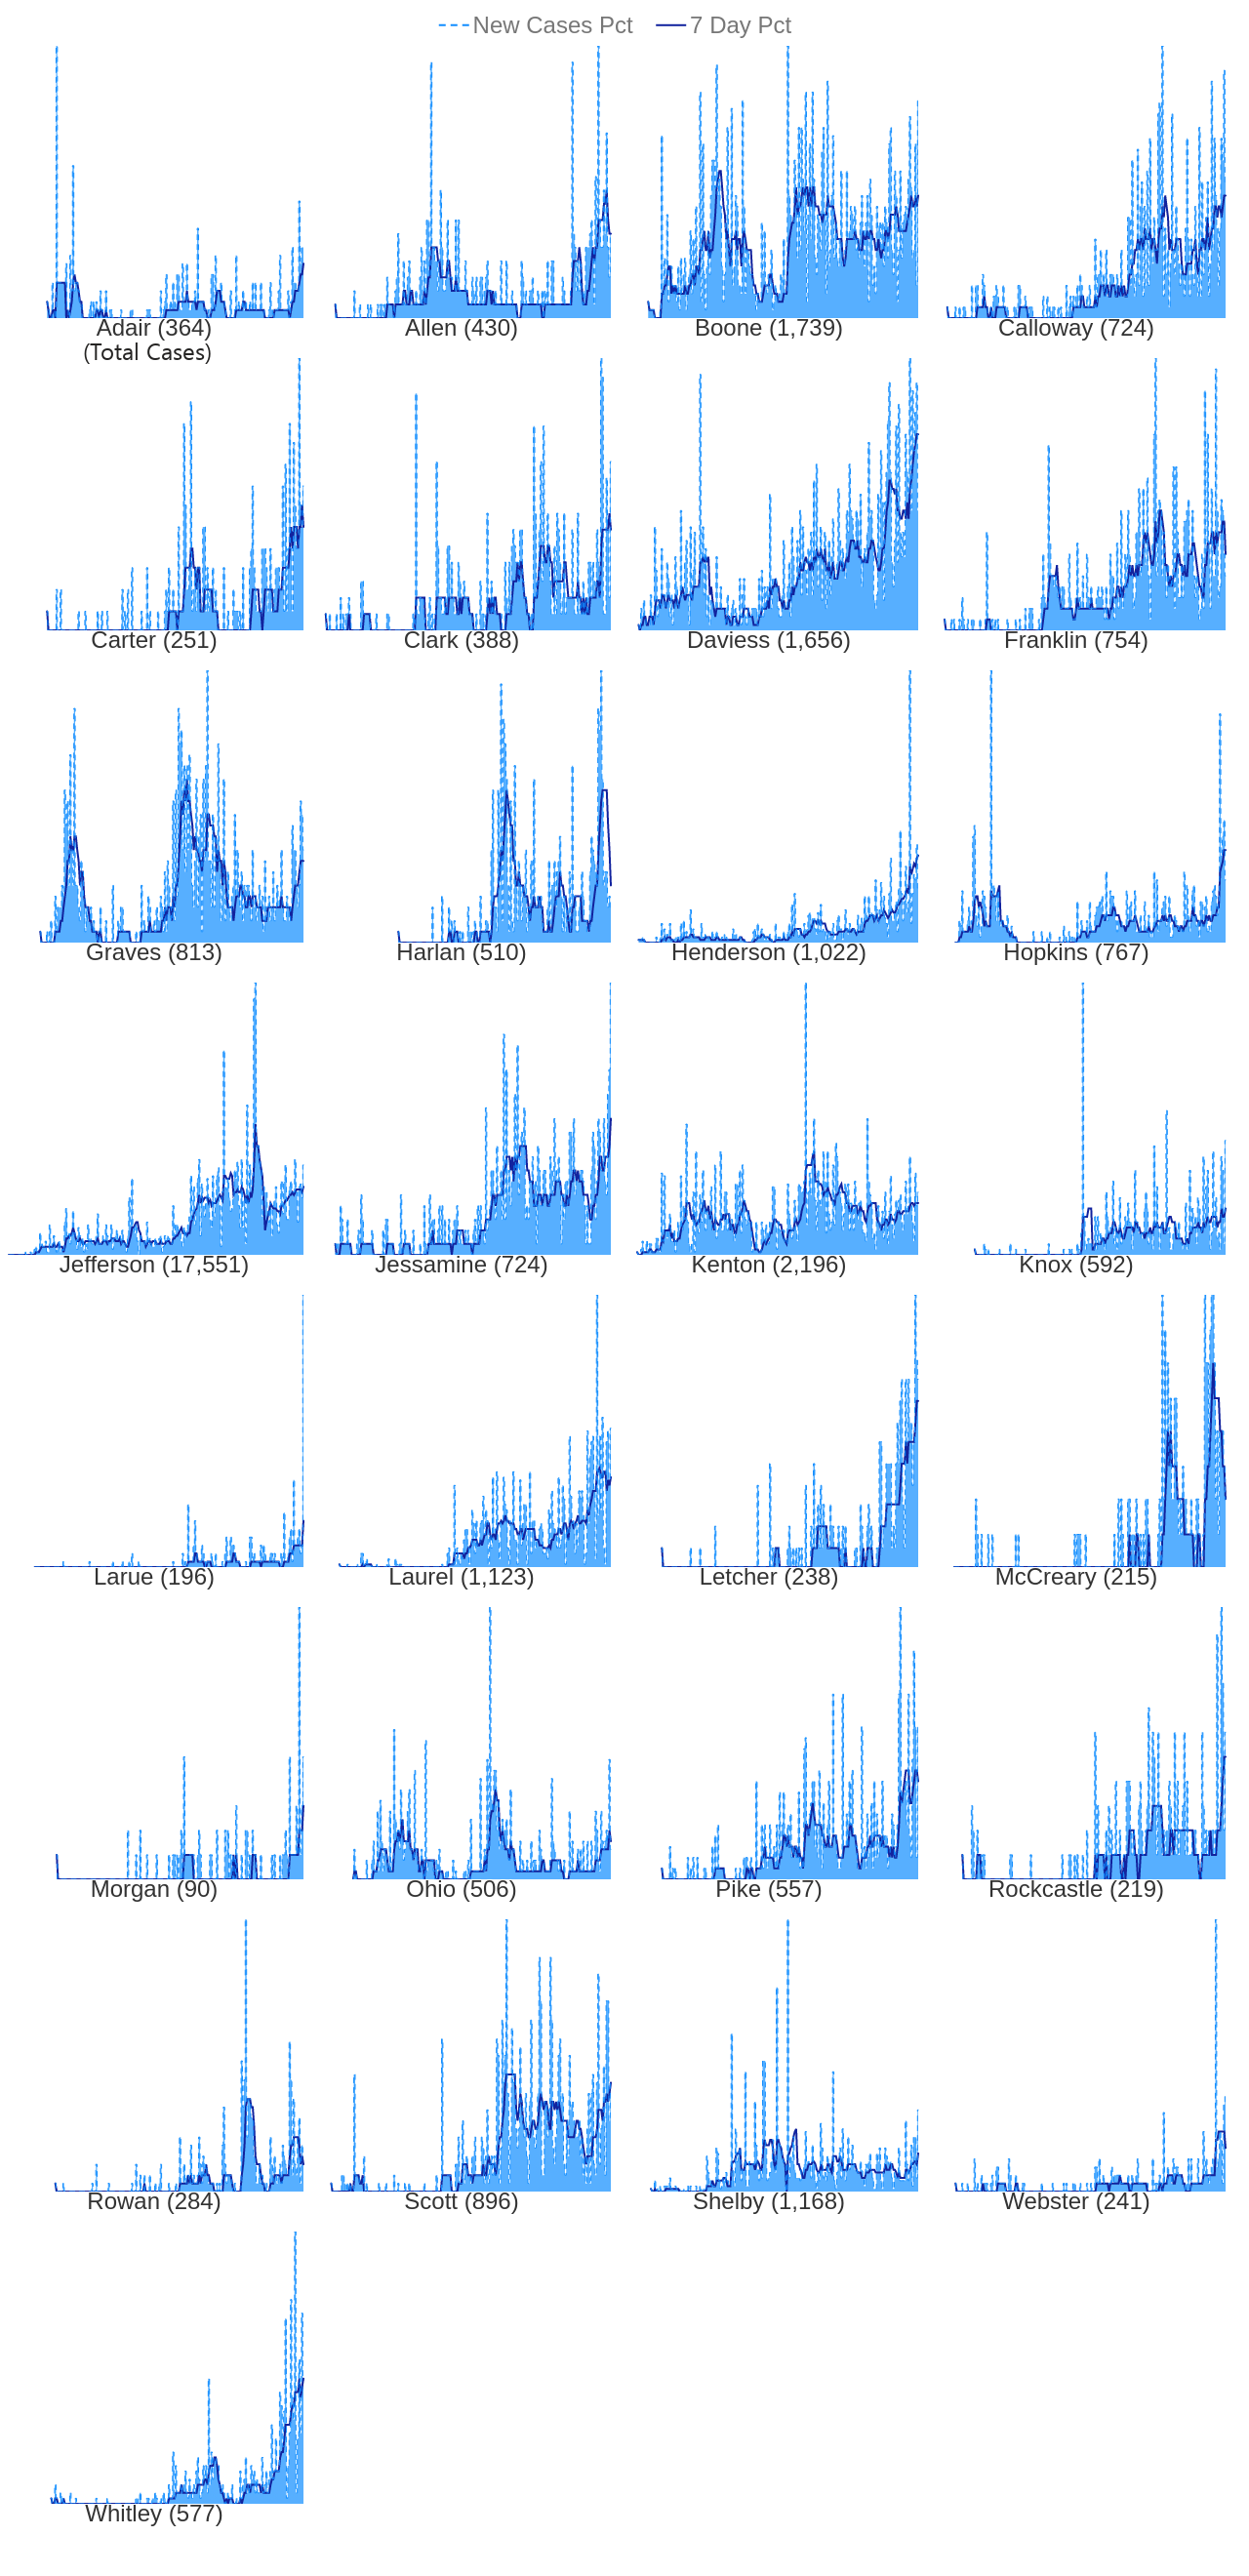 New Cases Pct 7 Day Pct
Adair (364) Allen (430) Boone (1,739) Calloway (724)
(Total Cases)
Carter (251) Clark (388) Daviess (1,656) Franklin (754)
Graves (813) Harlan (510) Henderson (1,022) Hopkins (767)
Jefferson (17,551) Jessamine (724) Kenton (2,196) Knox (592)
Larue (196) Laurel (1,123) Letcher (238) McCreary (215)
Morgan (90) Ohio (506) Pike (557) Rockcastle (219)
Rowan (284) Scott (896) Shelby (1,168) Webster (241)
Whitley (577)